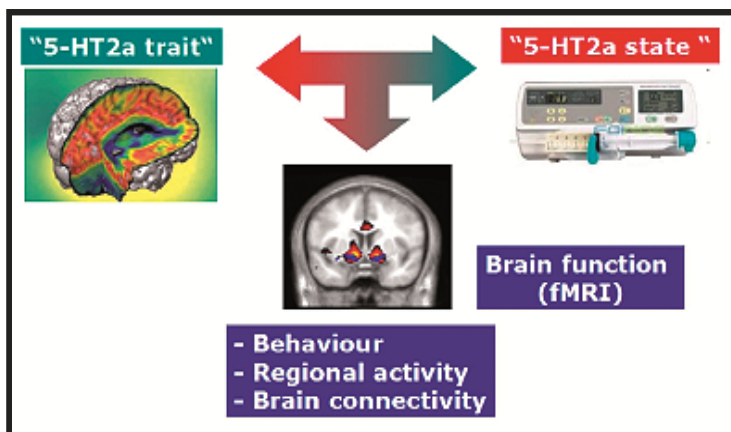 “5-HT2a trait“
“5-HT2a state “
Brain function
(fMRI)
- Behaviour
- Regional activity
- Brain connectivity